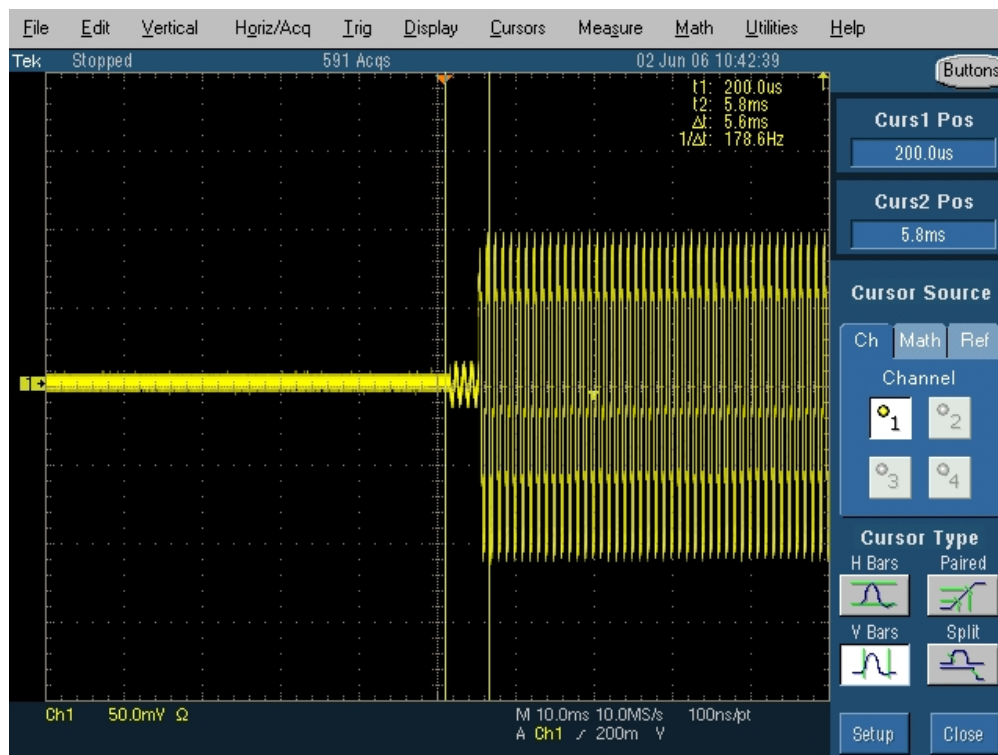 File Edit Vertical Horiz/Acq Trig Display Cursors Measure Math Utilities Help
Tek Stopped 591 Acqs 02 Jun 06 10:42:39
Buttons
t1: 200.0us
t2: 5.8ms
Δt: 5.6ms
1/Δt: 178.6Hz
Curs1 Pos
200.0us
Curs2 Pos
5.8ms
Cursor Source
Ch Math Ref
Channel
1 2
3 4
1
Cursor Type
H Bars Paired
V Bars Split
Ch1 50.0mV Ω
M 10.0ms 10.0MS/s 100ns/pt
A Ch1 / 200m V
Setup Close